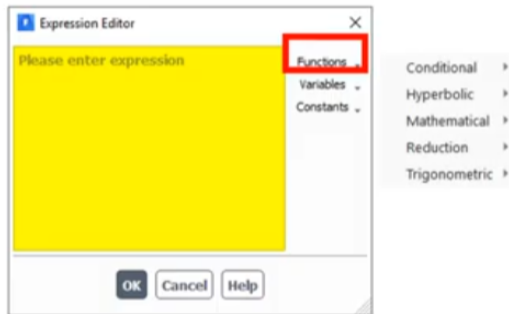 Expression Editor
Please enter expression
Functions
Variables
Constants
OK Cancel Help
Conditional
Hyperbolic
Mathematical
Reduction
Trigonometric